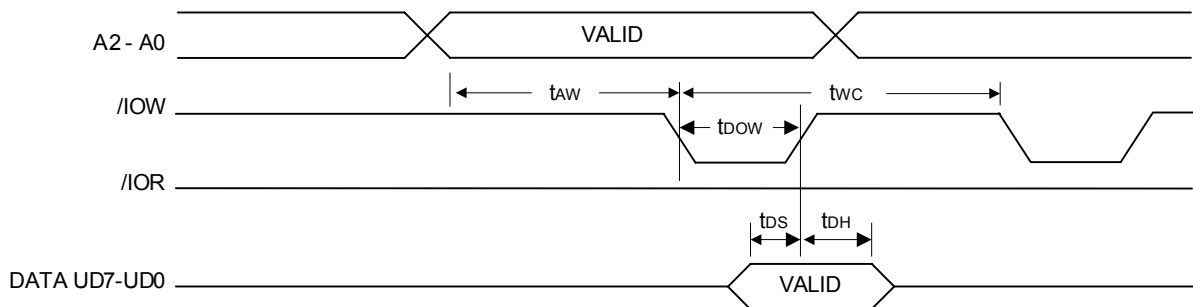 A2 - A0
VALID
tAW
tWC
/IOW
tDOW
/IOR
tDS
tDH
DATA UD7-UD0
VALID